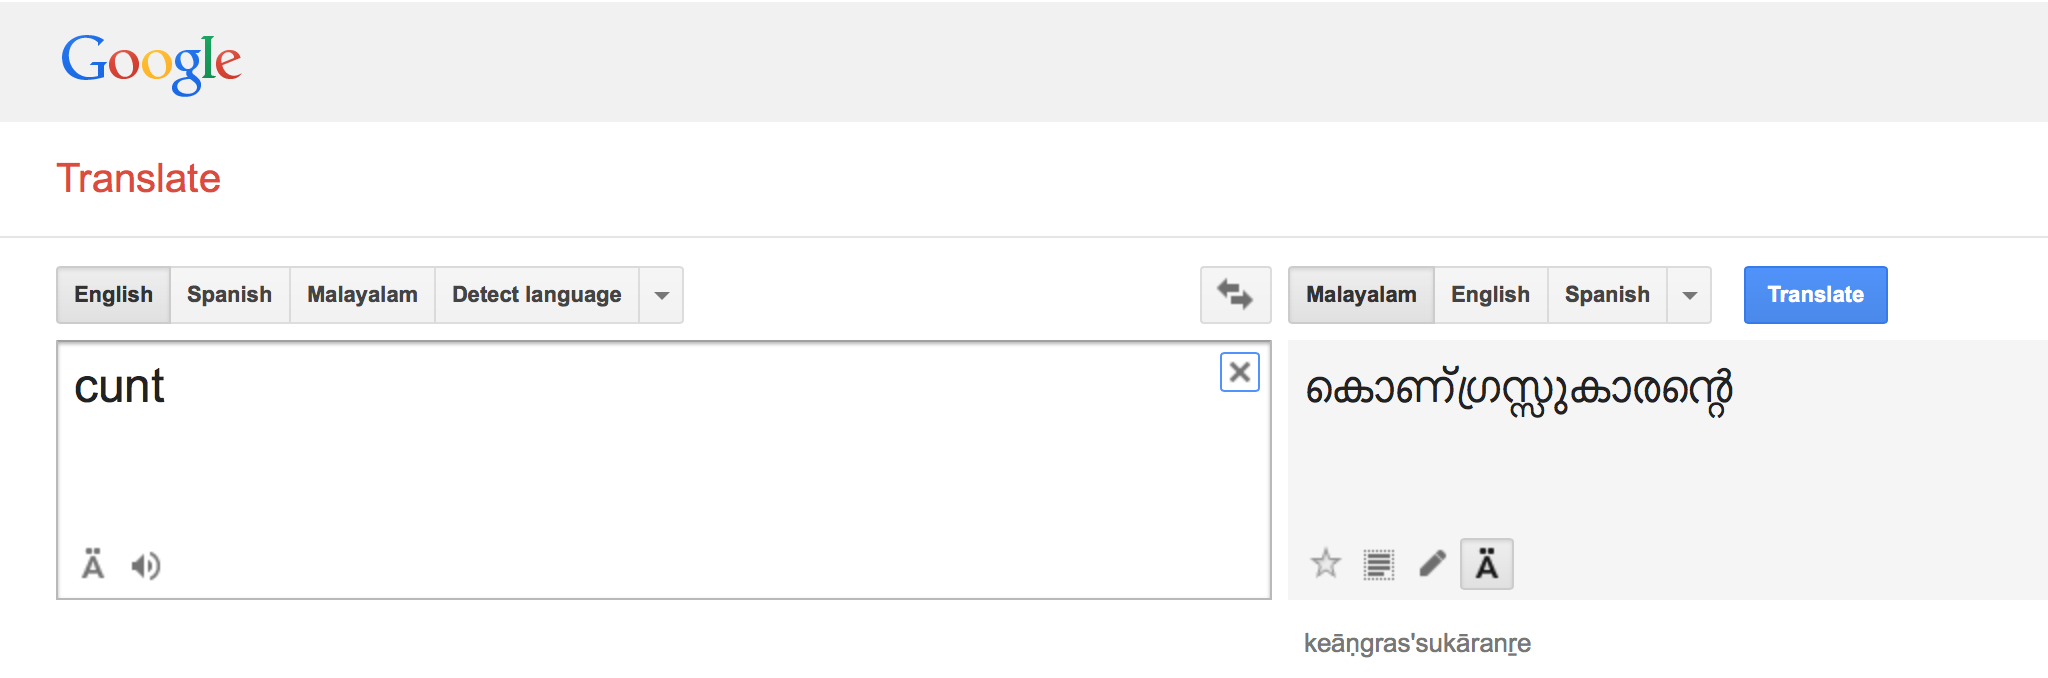 Google
Translate
English Spanish Malayalam Detect language Malayalam English Spanish Translate
cunt
കൊണ്ഗ്രസ്സുകാരന്റെ
Ä Ä
keāṇgras'sukāranṟe